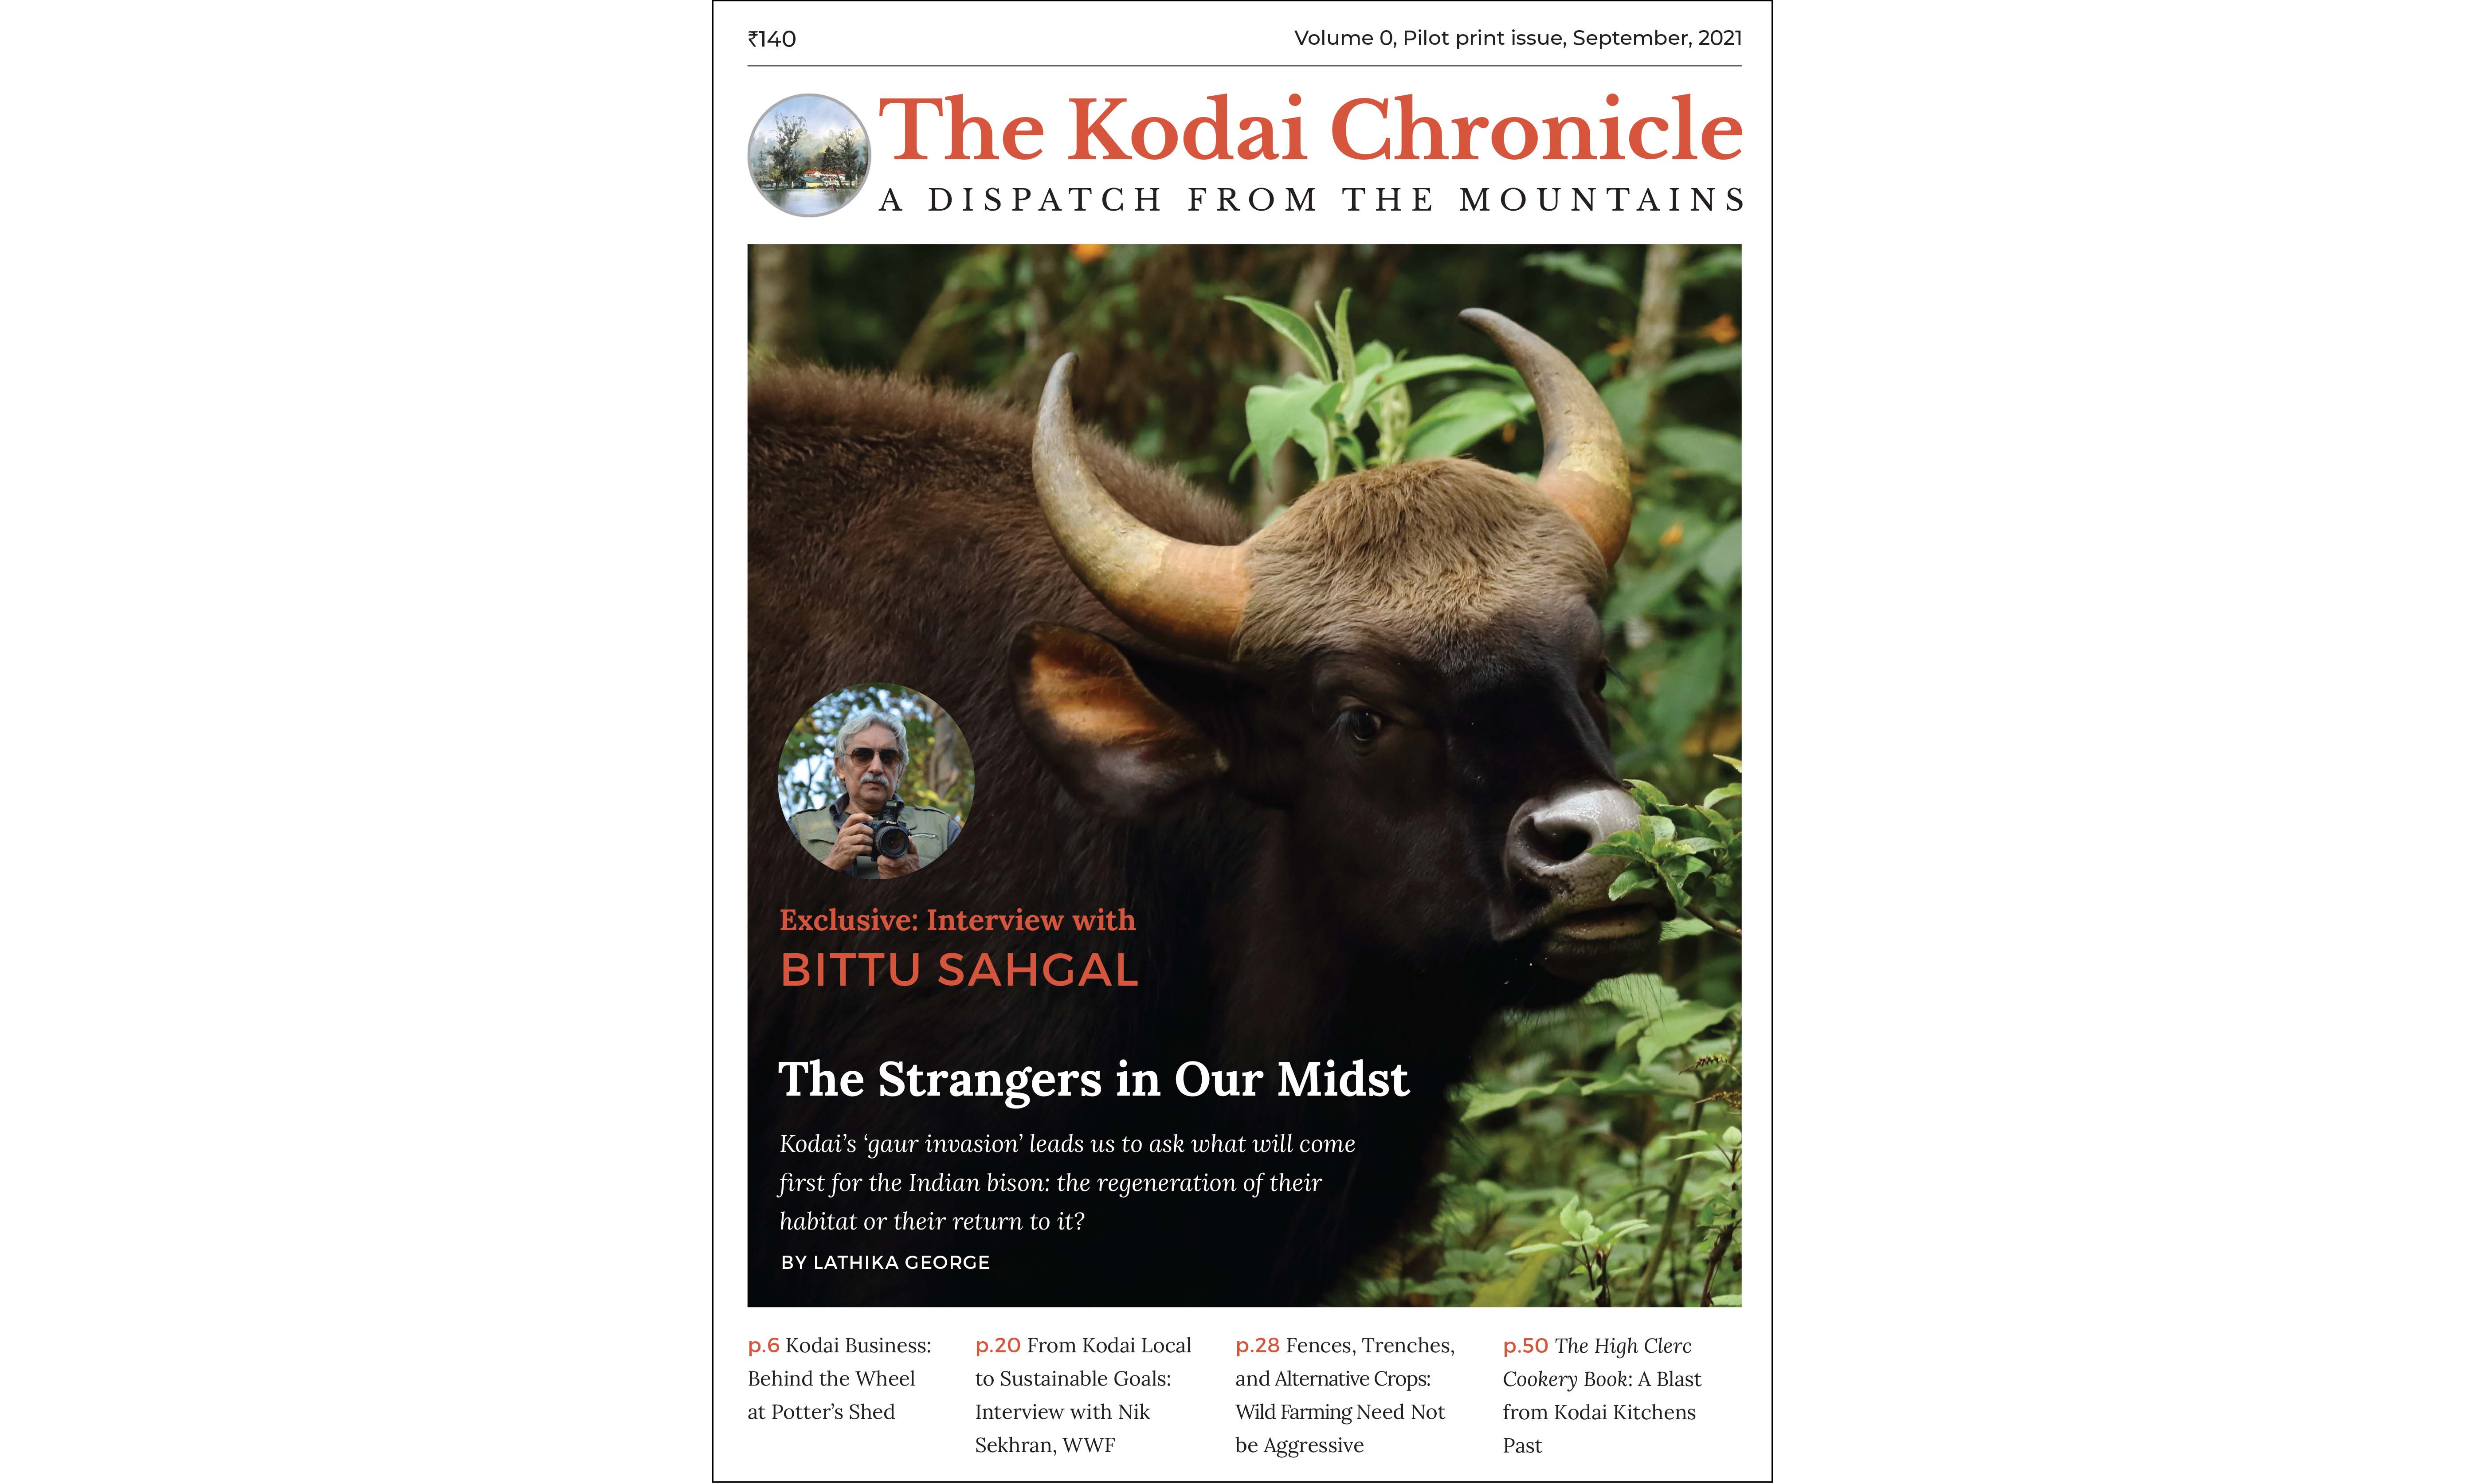 ₹140
Volume 0, Pilot print issue, September, 2021
The Kodai Chronicle
A DISPATCH FROM THE MOUNTAINS
Exclusive: Interview with
BITTU SAHGAL
The Strangers in Our Midst
Kodai’s ‘gaur invasion’ leads us to ask what will come
first for the Indian bison: the regeneration of their
habitat or their return to it?
BY LATHIKA GEORGE
p.6 Kodai Business:
Behind the Wheel
at Potter’s Shed
p.20 From Kodai Local
to Sustainable Goals:
Interview with Nik
Sekhran, WWF
p.28 Fences, Trenches,
and Alternative Crops:
Wild Farming Need Not
be Aggressive
p.50 The High Clerc
Cookery Book: A Blast
from Kodai Kitchens
Past